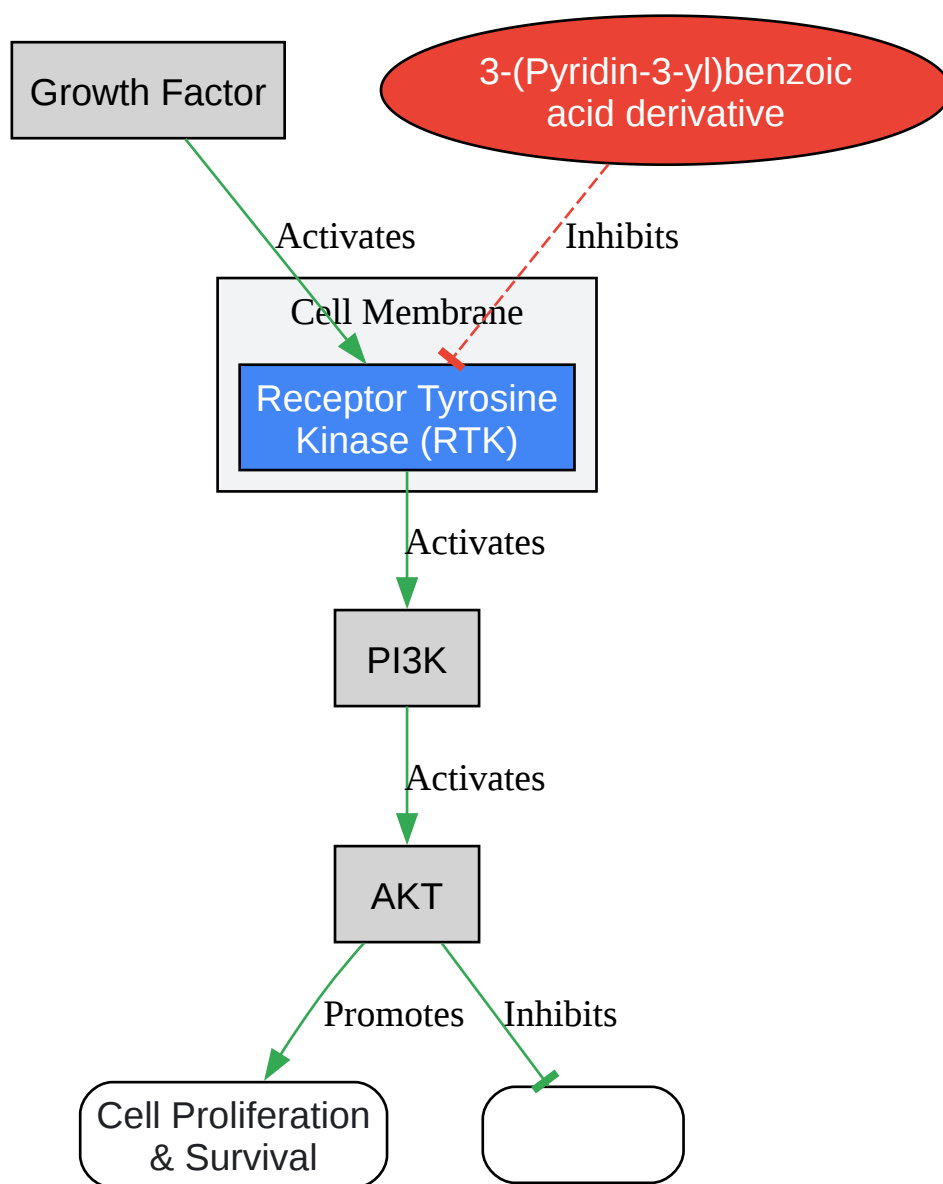 Growth Factor
3-(Pyridin-3-yl)benzoic
acid derivative
Activates
Inhibits
Cell Membrane
Receptor Tyrosine
Kinase (RTK)
Activates
PI3K
Activates
AKT
Promotes
Inhibits
Cell Proliferation
& Survival